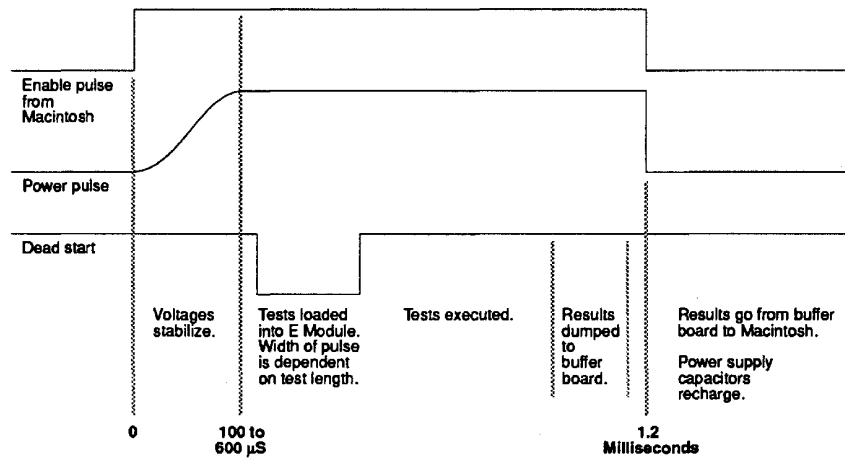 Enable pulse
from
Macintosh
Power pulse
Dead start
Voltages
stabilize.
Tests loaded
into E Module.
Width of pulse
is dependent
on test length.
Tests executed.
Results
dumped
to
buffer
board.
Results go from buffer
board to Macintosh.
Power supply
capacitors
recharge.
0
100 to
600 µS
1.2
Milliseconds